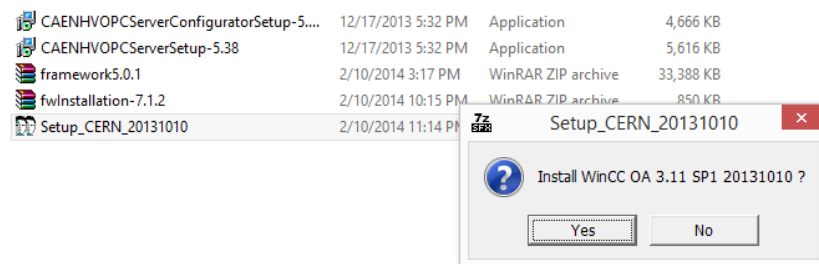 CAENHVOPCServerConfiguratorSetup-5.... 12/17/2013 5:32 PM Application 4,666 KB
CAENHVOPCServerSetup-5.38 12/17/2013 5:32 PM Application 5,616 KB
framework5.0.1 2/10/2014 3:17 PM WinRAR ZIP archive 33,388 KB
fwInstallation-7.1.2 2/10/2014 10:15 PM WinRAR ZIP archive 850 KB
Setup_CERN_20131010 2/10/2014 11:14 PM
7z SFX Setup_CERN_20131010
Install WinCC OA 3.11 SP1 20131010 ?
Yes No